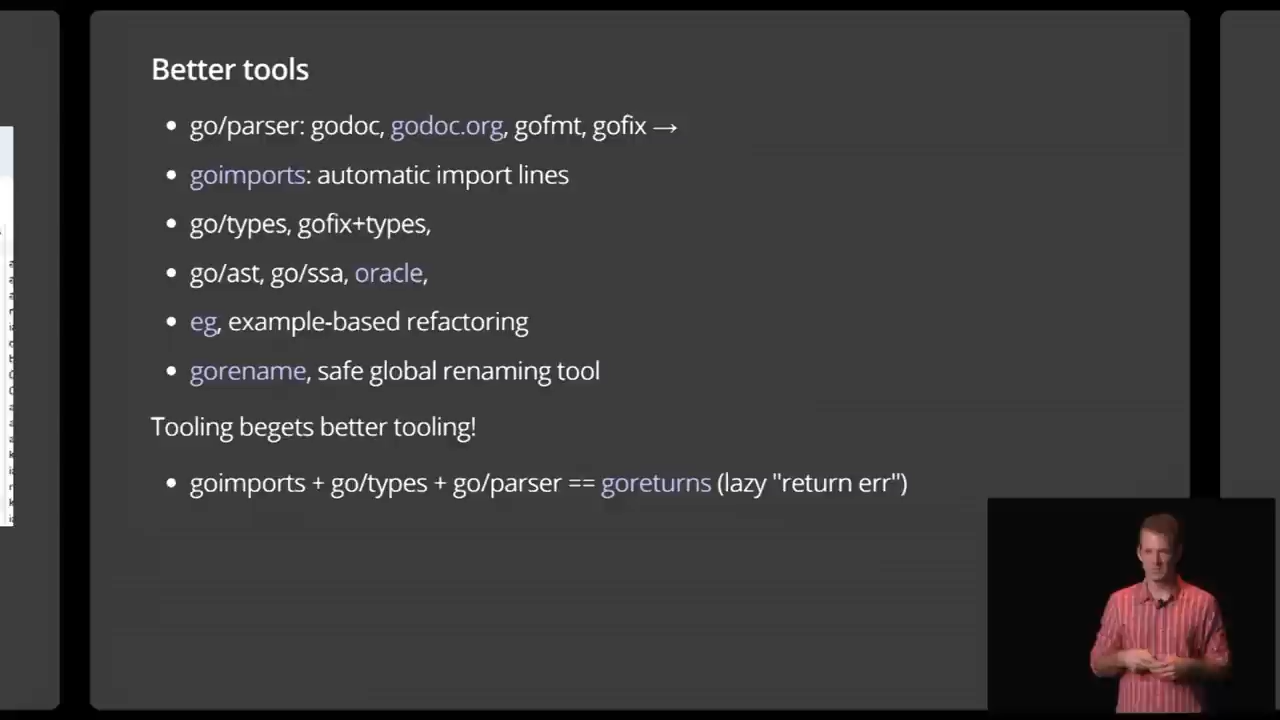 Better tools
• go/parser: godoc, godoc.org, gofmt, gofix →
• goimports: automatic import lines
• go/types, gofix+types,
• go/ast, go/ssa, oracle,
• eg, example-based refactoring
• gorename, safe global renaming tool
Tooling begets better tooling!
• goimports + go/types + go/parser == goreturns (lazy "return err")